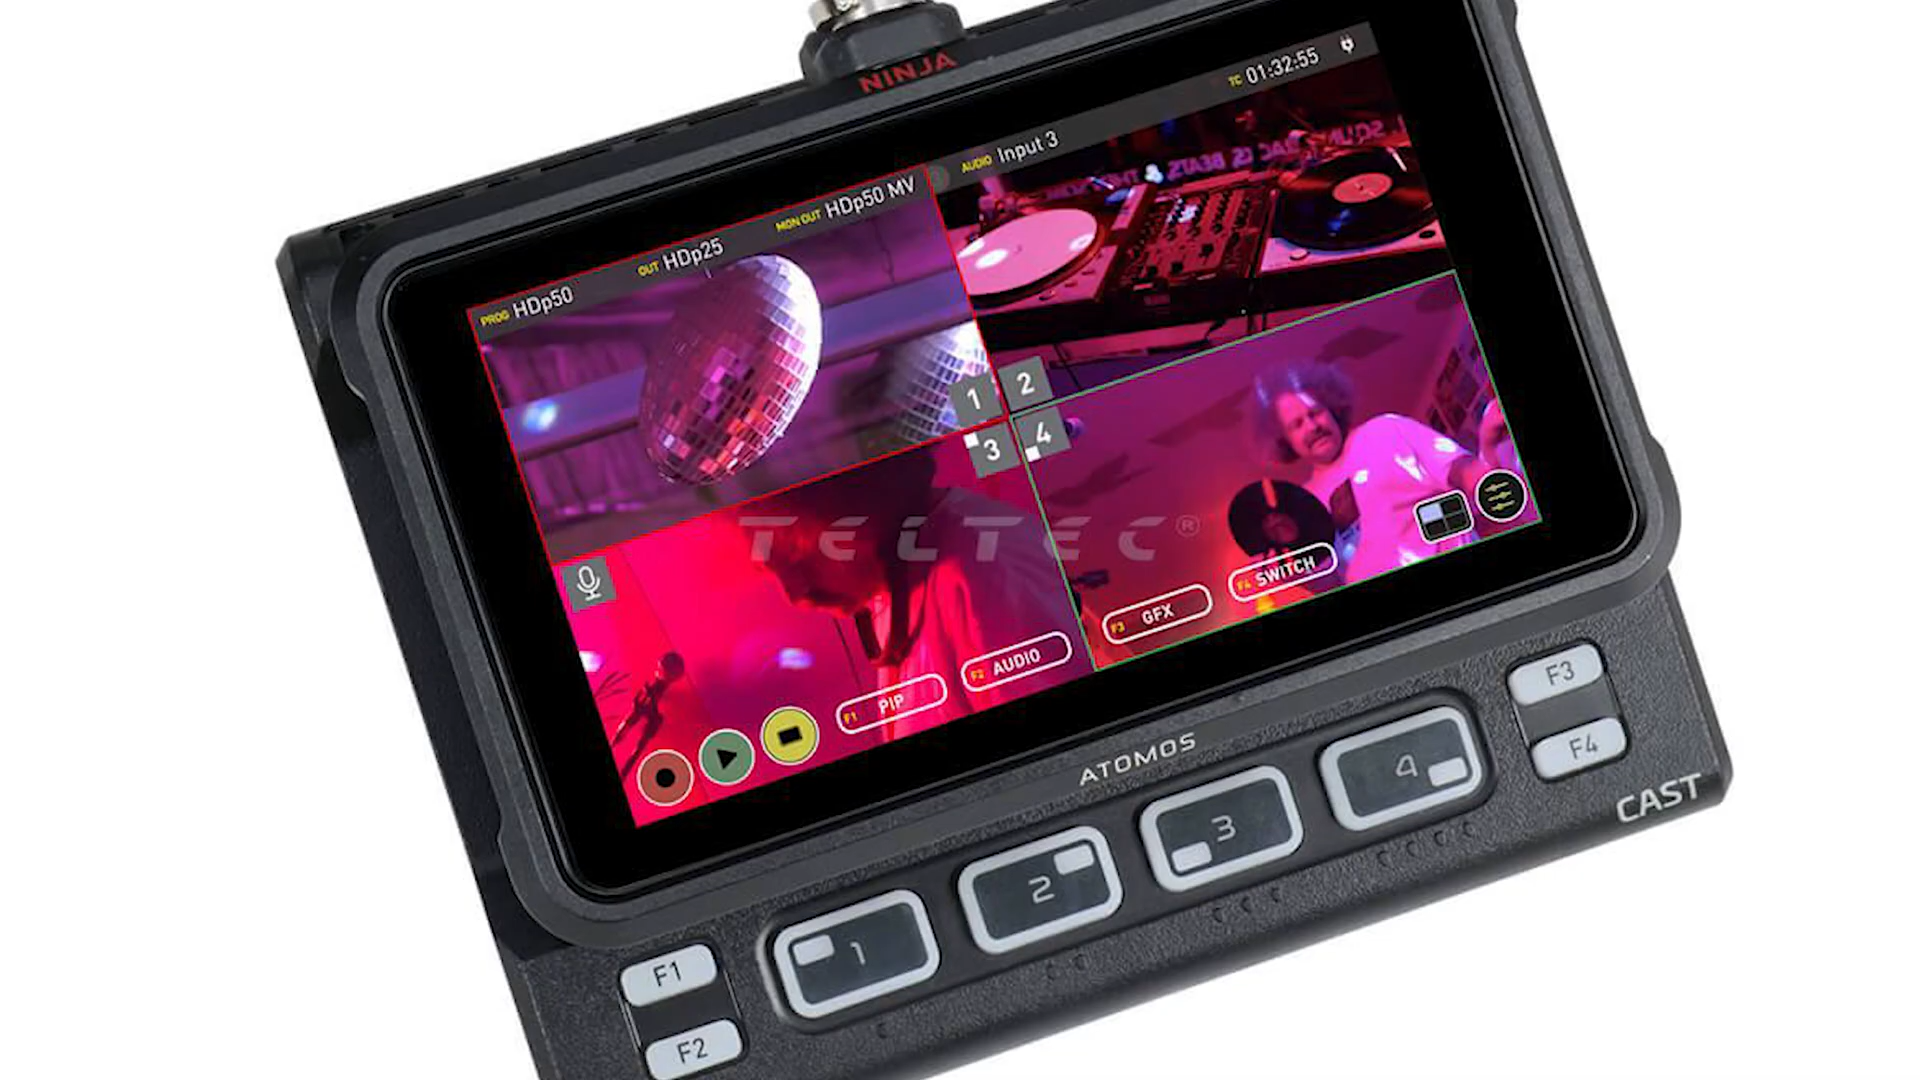 NINJA
TC 01:32:55
AUDIO Input 3
MON OUT HDp50 MV
OUT HDp25
PROG HDp50
1
2
3
4
TELTEC®
F4 SWITCH
F3 GFX
F2 AUDIO
F1 PIP
ATOMOS
F3
F4
CAST
4
3
2
1
F1
F2